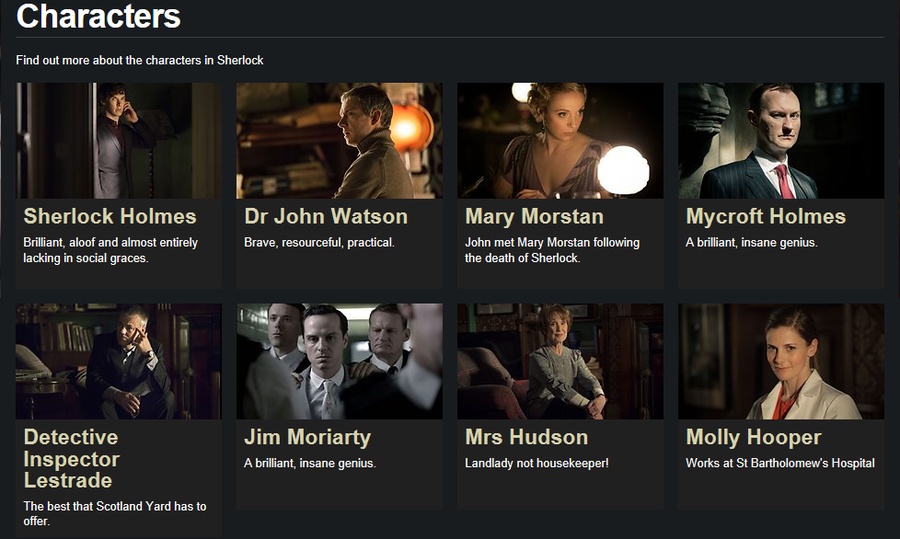 Characters
Find out more about the characters in Sherlock
Sherlock Holmes
Brilliant, aloof and almost entirely
lacking in social graces.
Dr John Watson
Brave, resourceful, practical.
Mary Morstan
John met Mary Morstan following
the death of Sherlock.
Mycroft Holmes
A brilliant, insane genius.
Detective
Inspector
Lestrade
The best that Scotland Yard has to
offer.
Jim Moriarty
A brilliant, insane genius.
Mrs Hudson
Landlady not housekeeper!
Molly Hooper
Works at St Bartholomew's Hospital